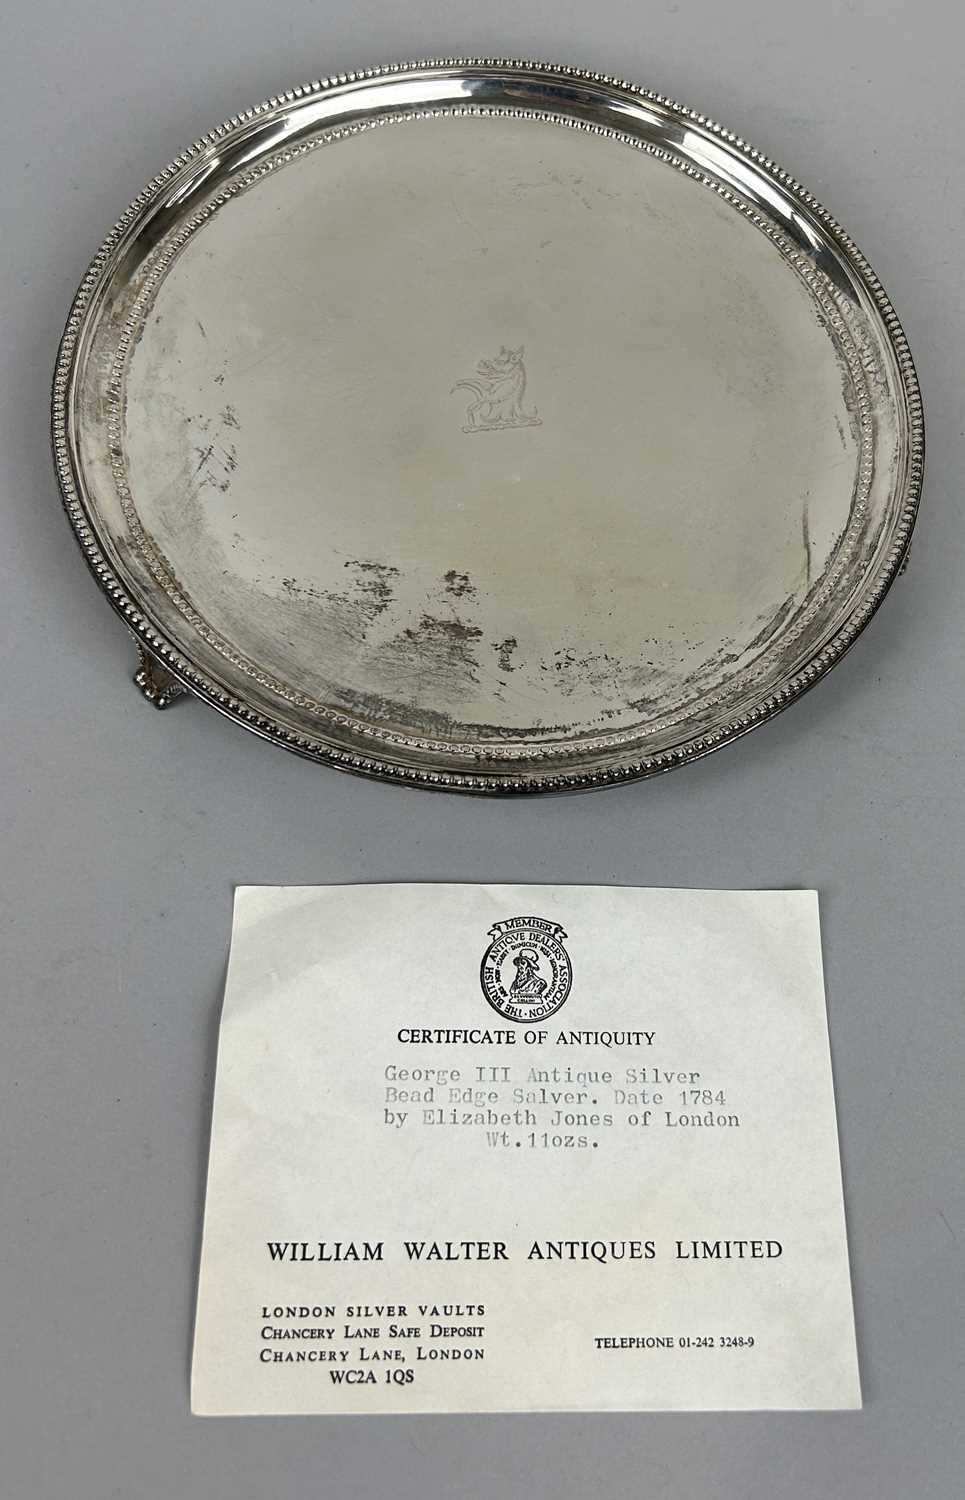 MEMBER
THE BRITISH ANTIQVE DEALERS' ASSOCIATION
CERTIFICATE OF ANTIQUITY
George III Antique Silver
Bead Edge Salver. Date 1784
by Elizabeth Jones of London
Wt.11ozs.
WILLIAM WALTER ANTIQUES LIMITED
LONDON SILVER VAULTS
CHANCERY LANE SAFE DEPOSIT
CHANCERY LANE, LONDON
WC2A 1QS
TELEPHONE 01-242 3248-9